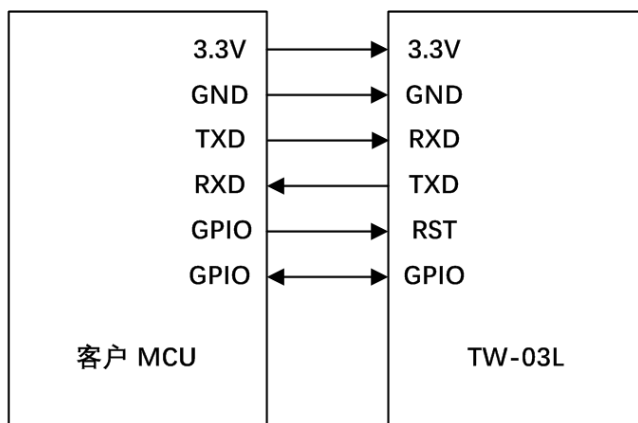 3.3V 3.3V
GND GND
TXD RXD
RXD TXD
GPIO RST
GPIO GPIO
客户 MCU TW-03L